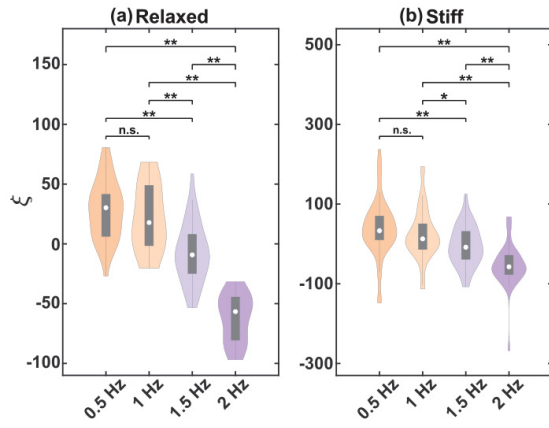 (a) Relaxed
(b) Stiff
ξ
150
100
50
0
-50
-100
**
**
**
**
**
n.s.
0.5 Hz
1 Hz
1.5 Hz
2 Hz
500
300
100
-100
-300
**
**
**
*
**
n.s.
0.5 Hz
1 Hz
1.5 Hz
2 Hz